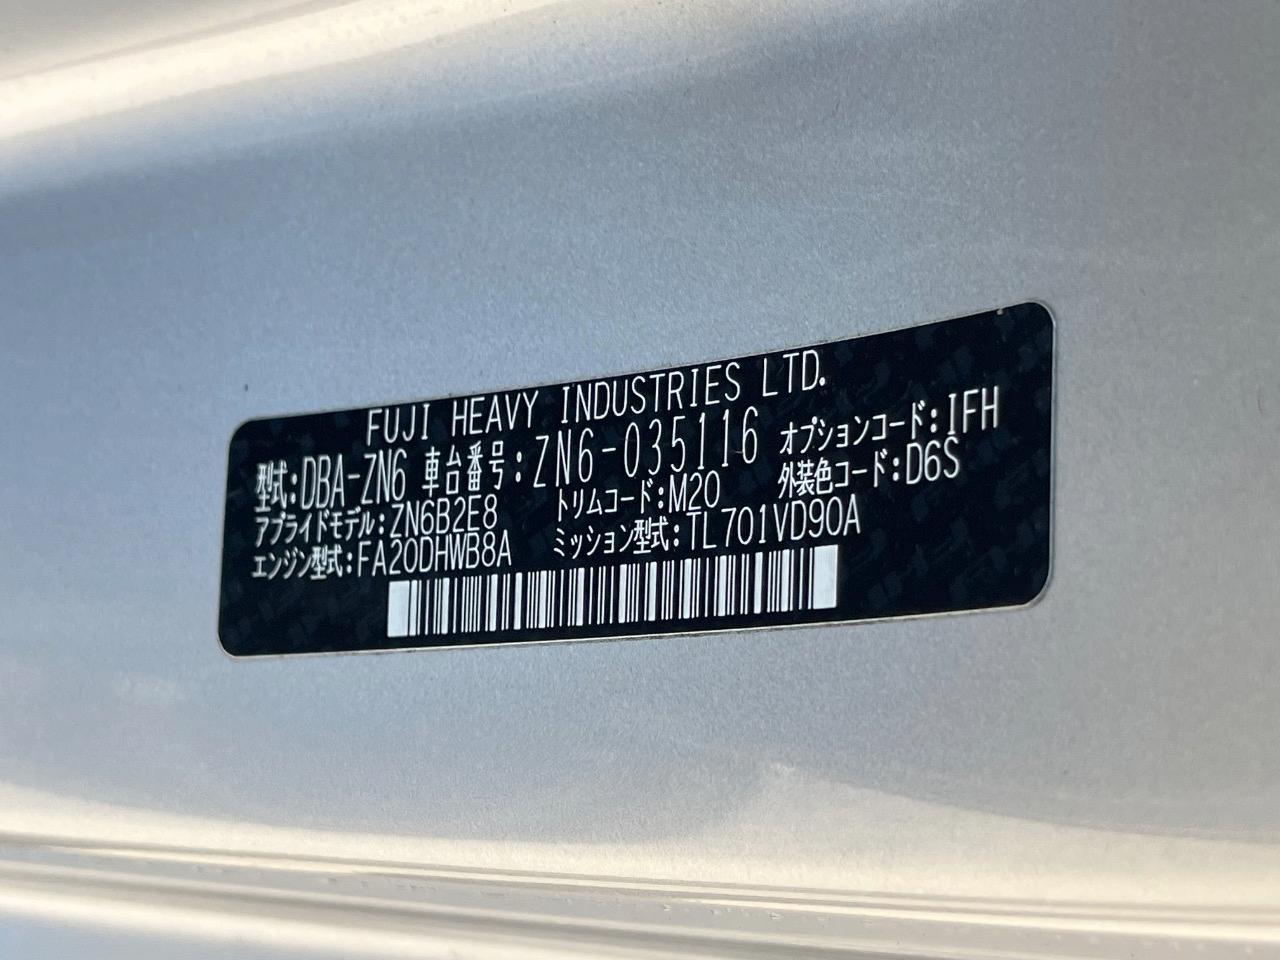 FUJI HEAVY INDUSTRIES LTD.
型式:DBA-ZN6 車台番号:ZN6-035116 オプションコード:IFH
アプライドモデル:ZN6B2E8 トリムコード:M20 外装色コード:D6S
エンジン型式:FA20DHWB8A ミッション型式:TL701VD90A